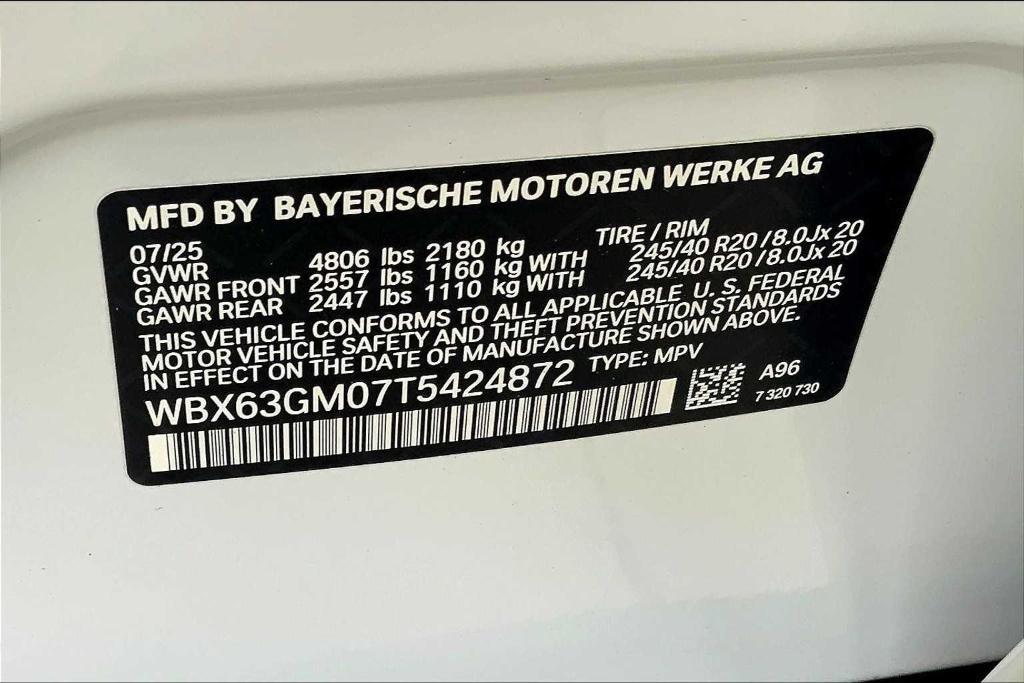 MFD BY BAYERISCHE MOTOREN WERKE AG
07/25 TIRE / RIM
GVWR 4806 lbs 2180 kg
GAWR FRONT 2557 lbs 1160 kg WITH 245/40 R20 / 8.0Jx 20
GAWR REAR 2447 lbs 1110 kg WITH 245/40 R20 / 8.0Jx 20
THIS VEHICLE CONFORMS TO ALL APPLICABLE U. S. FEDERAL
MOTOR VEHICLE SAFETY AND THEFT PREVENTION STANDARDS
IN EFFECT ON THE DATE OF MANUFACTURE SHOWN ABOVE.
WBX63GM07T5424872 TYPE: MPV
A96
7 320 730